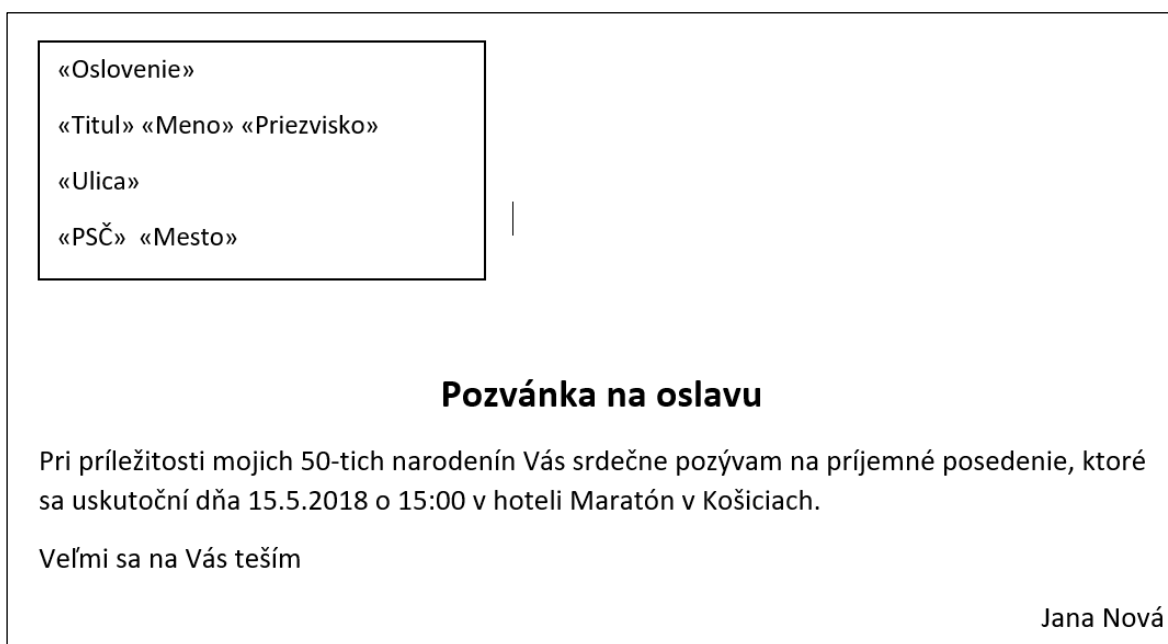 «Oslovenie»
«Titul» «Meno» «Priezvisko»
«Ulica»
«PSČ»  «Mesto»
Pozvánka na oslavu
Pri príležitosti mojich 50-tich narodenín Vás srdečne pozývam na príjemné posedenie, ktoré
sa uskutoční dňa 15.5.2018 o 15:00 v hoteli Maratón v Košiciach.
Veľmi sa na Vás teším
Jana Nová